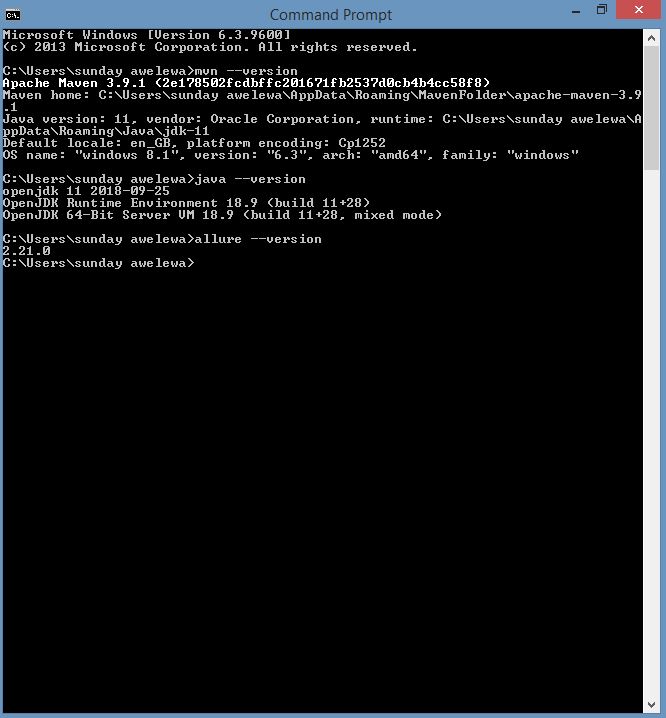 Command Prompt
Microsoft Windows [Version 6.3.9600]
(c) 2013 Microsoft Corporation. All rights reserved.
C:\Users\sunday awelewa>mvn --version
Apache Maven 3.9.1 (2e178502fcdbffc201671fb2537d0cb4b4cc58f8)
Maven home: C:\Users\sunday awelewa\AppData\Roaming\MavenFolder\apache-maven-3.9
.1
Java version: 11, vendor: Oracle Corporation, runtime: C:\Users\sunday awelewa\A
ppData\Roaming\Java\jdk-11
Default locale: en_GB, platform encoding: Cp1252
OS name: "windows 8.1", version: "6.3", arch: "amd64", family: "windows"
C:\Users\sunday awelewa>java --version
openjdk 11 2018-09-25
OpenJDK Runtime Environment 18.9 (build 11+28)
OpenJDK 64-Bit Server VM 18.9 (build 11+28, mixed mode)
C:\Users\sunday awelewa>allure --version
2.21.0
C:\Users\sunday awelewa>